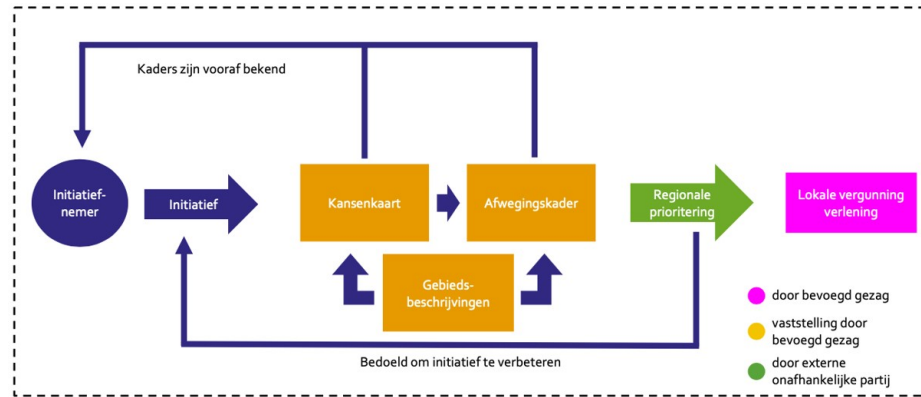 Kaders zijn vooraf bekend
Initiatief-
nemer
Initiatief
Kansenkaart
Afwegingskader
Regionale
prioritering
Lokale vergunning
verlening
Gebieds-
beschrijvingen
Bedoeld om initiatief te verbeteren
door bevoegd gezag
vaststelling door
bevoegd gezag
door externe
onafhankelijke partij